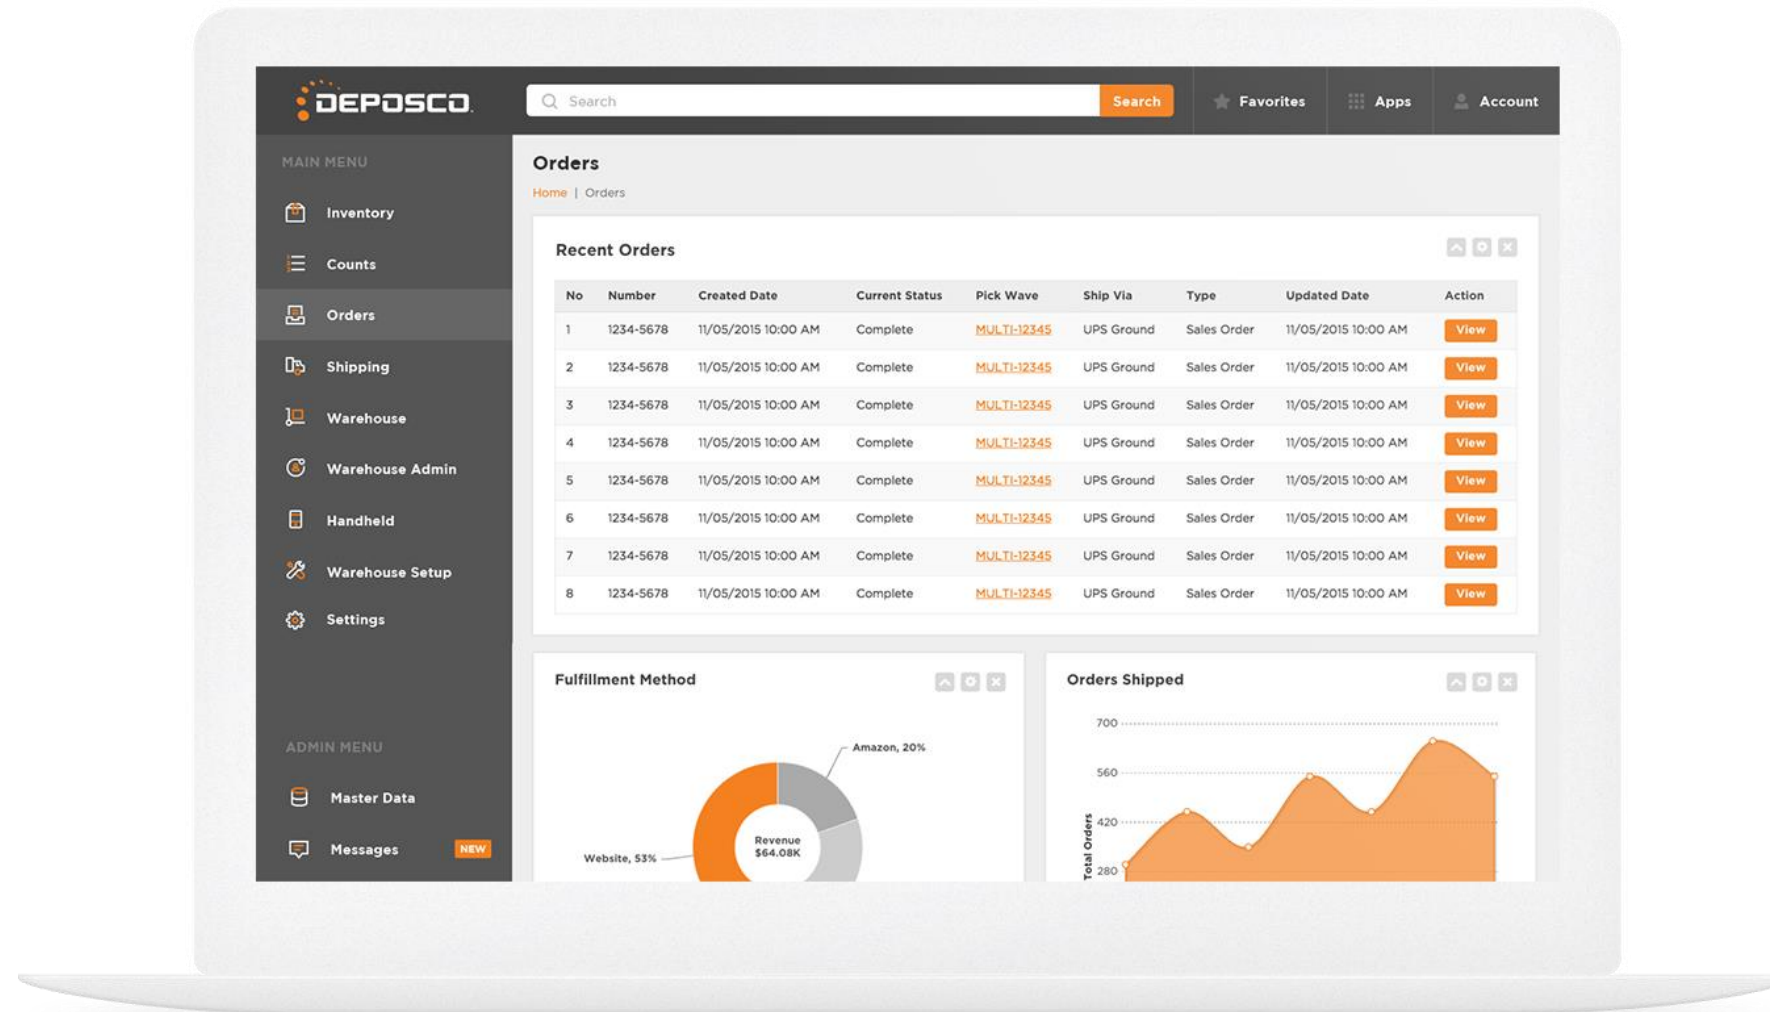 DEPOSCO
Search
Search
Favorites
Apps
Account
MAIN MENU
Inventory
Counts
Orders
Shipping
Warehouse
Warehouse Admin
Handheld
Warehouse Setup
Settings
ADMIN MENU
Master Data
Messages NEW
Orders
Home | Orders
Recent Orders
No Number Created Date Current Status Pick Wave Ship Via Type Updated Date Action
1 1234-5678 11/05/2015 10:00 AM Complete MULTI-12345 UPS Ground Sales Order 11/05/2015 10:00 AM View
2 1234-5678 11/05/2015 10:00 AM Complete MULTI-12345 UPS Ground Sales Order 11/05/2015 10:00 AM View
3 1234-5678 11/05/2015 10:00 AM Complete MULTI-12345 UPS Ground Sales Order 11/05/2015 10:00 AM View
4 1234-5678 11/05/2015 10:00 AM Complete MULTI-12345 UPS Ground Sales Order 11/05/2015 10:00 AM View
5 1234-5678 11/05/2015 10:00 AM Complete MULTI-12345 UPS Ground Sales Order 11/05/2015 10:00 AM View
6 1234-5678 11/05/2015 10:00 AM Complete MULTI-12345 UPS Ground Sales Order 11/05/2015 10:00 AM View
7 1234-5678 11/05/2015 10:00 AM Complete MULTI-12345 UPS Ground Sales Order 11/05/2015 10:00 AM View
8 1234-5678 11/05/2015 10:00 AM Complete MULTI-12345 UPS Ground Sales Order 11/05/2015 10:00 AM View
Fulfillment Method
Amazon, 20%
Revenue
$64.08K
Website, 53%
Orders Shipped
700
560
420
280
Total Orders